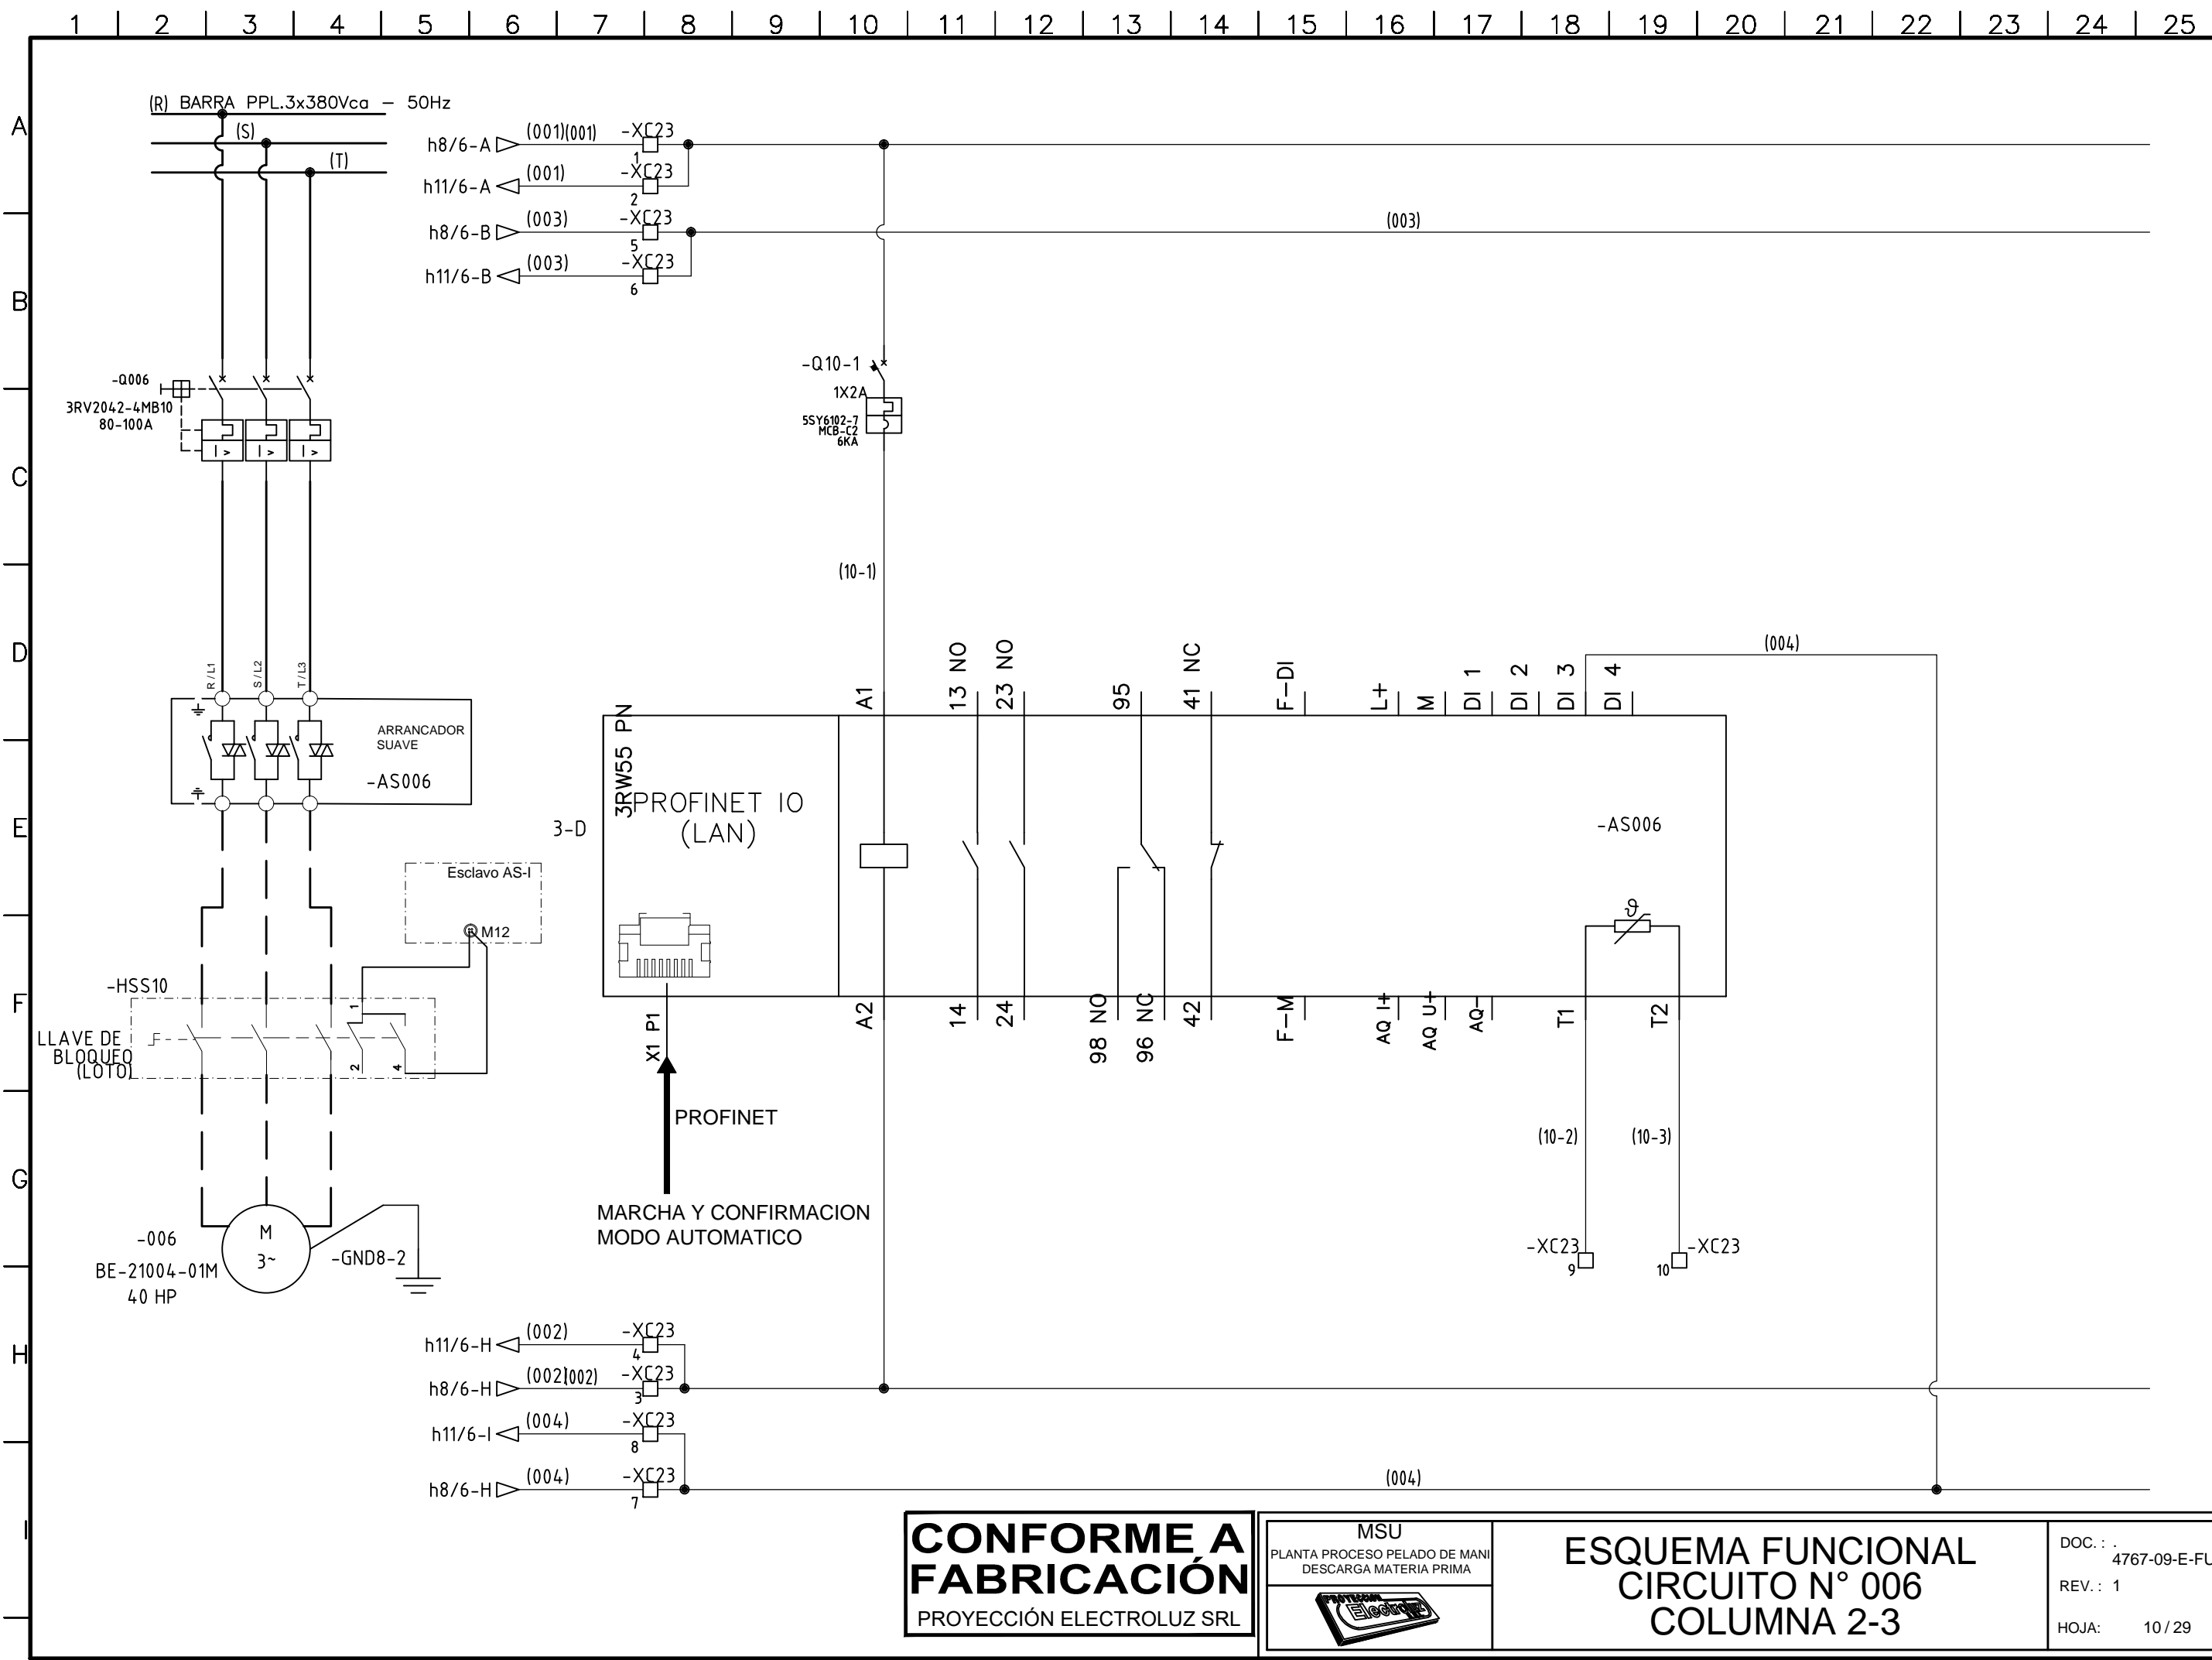 1 2 3 4 5 6 7 8 9 10 11 12 13 14 15 16 17 18 19 20 21 22 23 24 25
A
B
C
D
E
F
G
H
I
(R) BARRA PPL.3x380Vca – 50Hz
(S)
(T)
h8/6-A (001)(001) -XC23
1
h11/6-A (001) -XC23
2
h8/6-B (003) -XC23
5
(003)
h11/6-B (003) -XC23
6
-Q006
3RV2042-4MB10
80-100A
I > I > I >
-Q10-1
1X2A
5SY6102-7
MCB-C2
6KA
(10-1)
(004)
R / L1
S / L2
T / L3
ARRANCADOR
SUAVE
-AS006
3-D
3RW55 PN
PROFINET IO
(LAN)
A1
13 NO
23 NO
95
41 NC
F-DI
L+
M
DI 1
DI 2
DI 3
DI 4
-AS006
ϑ
A2
14
24
98 NO
96 NC
42
F-M
AQ I+
AQ U+
AQ-
T1
T2
Esclavo AS-I
M12
-HSS10
LLAVE DE
BLOQUEO
(LOTO)
1
2
4
X1 P1
PROFINET
MARCHA Y CONFIRMACION
MODO AUTOMATICO
(10-2)
(10-3)
-XC23
9
-XC23
10
M
3~
-006
BE-21004-01M
40 HP
-GND8-2
h11/6-H (002) -XC23
4
h8/6-H (002)(002) -XC23
3
h11/6-I (004) -XC23
8
h8/6-H (004) -XC23
7
(004)
CONFORME A
FABRICACIÓN
PROYECCIÓN ELECTROLUZ SRL
MSU
PLANTA PROCESO PELADO DE MANI
DESCARGA MATERIA PRIMA
PROYECCION
Electroluz
ESQUEMA FUNCIONAL
CIRCUITO N° 006
COLUMNA 2-3
DOC. : .
4767-09-E-FU
REV. : 1
HOJA: 10 / 29